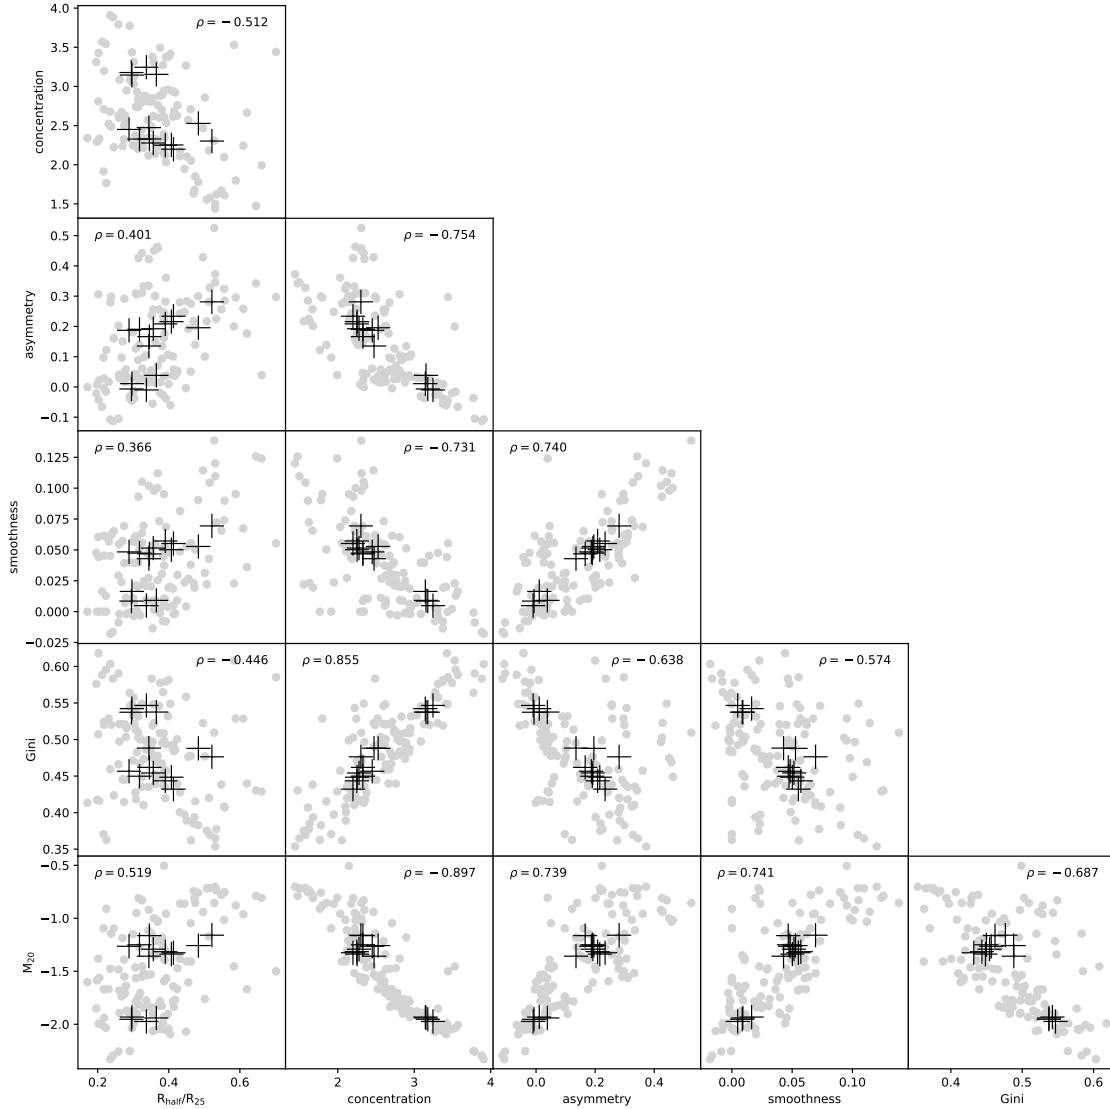 4.0
ρ = −0.512
3.5
3.0
2.5
2.0
1.5
concentration
0.5
ρ = 0.401
ρ = −0.754
0.4
0.3
0.2
0.1
0.0
−0.1
asymmetry
ρ = 0.366
ρ = −0.731
ρ = 0.740
0.125
0.100
0.075
0.050
0.025
0.000
−0.025
smoothness
ρ = −0.446
ρ = 0.855
ρ = −0.638
ρ = −0.574
0.60
0.55
0.50
0.45
0.40
0.35
Gini
−0.5
ρ = 0.519
ρ = −0.897
ρ = 0.739
ρ = 0.741
ρ = −0.687
−1.0
−1.5
−2.0
M20
0.2 0.4 0.6 2 3 4 0.0 0.2 0.4 0.00 0.05 0.10 0.4 0.5 0.6
Rhalf/R25 concentration asymmetry smoothness Gini